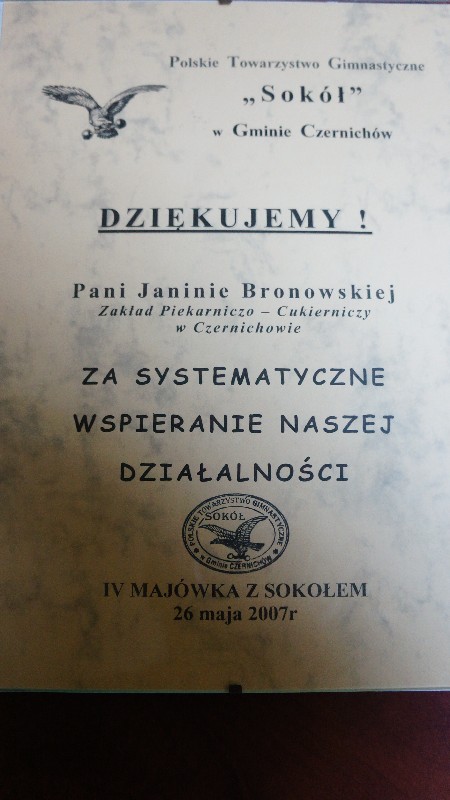 Polskie Towarzystwo Gimnastyczne
„Sokół”
w Gminie Czernichów
DZIĘKUJEMY !
Pani Janinie Bronowskiej
Zakład Piekarniczo – Cukierniczy
w Czernichowie
ZA SYSTEMATYCZNE
WSPIERANIE NASZEJ
DZIAŁALNOŚCI
POLSKIE TOWARZYSTWO GIMNASTYCZNE
SOKÓŁ
w Gminie CZERNICHÓW
IV MAJÓWKA Z SOKOŁEM
26 maja 2007r